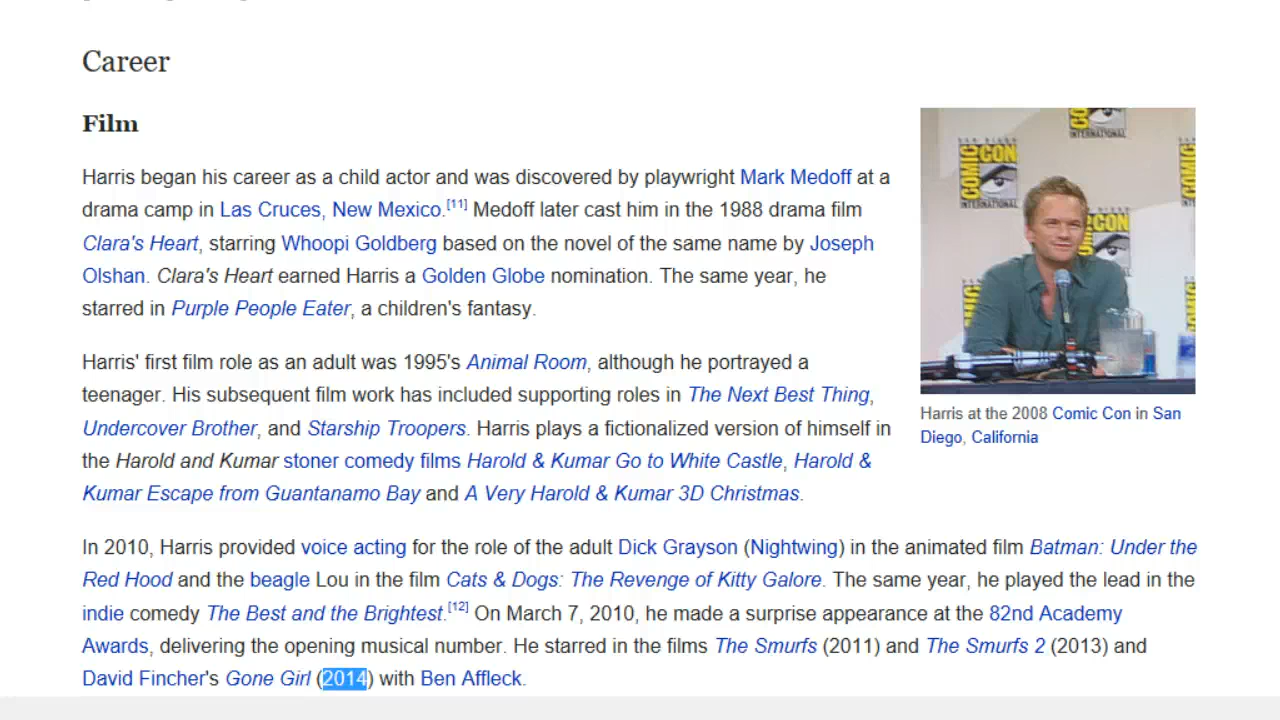 Career
Film
Harris began his career as a child actor and was discovered by playwright Mark Medoff at a
drama camp in Las Cruces, New Mexico.[11] Medoff later cast him in the 1988 drama film
Clara's Heart, starring Whoopi Goldberg based on the novel of the same name by Joseph
Olshan. Clara's Heart earned Harris a Golden Globe nomination. The same year, he
starred in Purple People Eater, a children's fantasy.
Harris' first film role as an adult was 1995's Animal Room, although he portrayed a
teenager. His subsequent film work has included supporting roles in The Next Best Thing,
Undercover Brother, and Starship Troopers. Harris plays a fictionalized version of himself in
the Harold and Kumar stoner comedy films Harold & Kumar Go to White Castle, Harold &
Kumar Escape from Guantanamo Bay and A Very Harold & Kumar 3D Christmas.
In 2010, Harris provided voice acting for the role of the adult Dick Grayson (Nightwing) in the animated film Batman: Under the
Red Hood and the beagle Lou in the film Cats & Dogs: The Revenge of Kitty Galore. The same year, he played the lead in the
indie comedy The Best and the Brightest.[12] On March 7, 2010, he made a surprise appearance at the 82nd Academy
Awards, delivering the opening musical number. He starred in the films The Smurfs (2011) and The Smurfs 2 (2013) and
David Fincher's Gone Girl (2014) with Ben Affleck.
COMIC CON
INTERNATIONAL
INTERNATIONAL
CON
Harris at the 2008 Comic Con in San
Diego, California